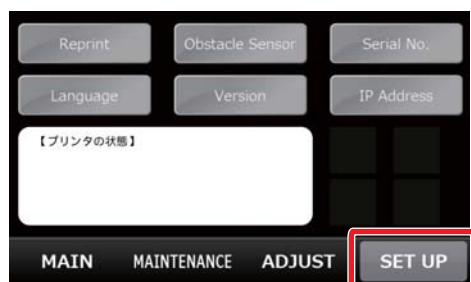 Reprint Obstacle Sensor Serial No.
Language Version IP Address
【プリンタの状態】
MAIN MAINTENANCE ADJUST SET UP